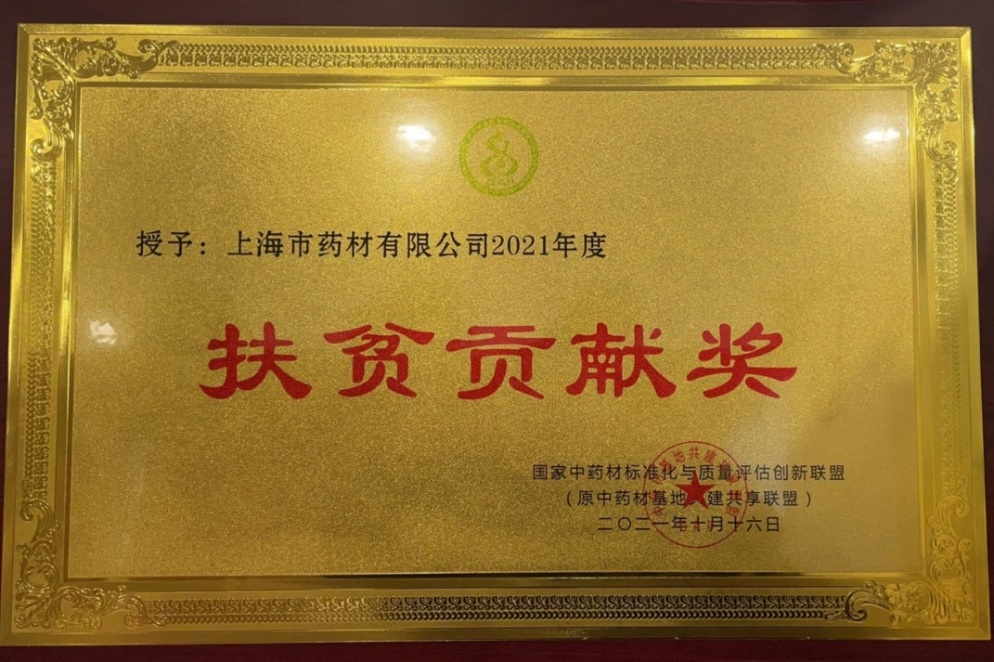 授予：上海市药材有限公司2021年度
扶贫贡献奖
国家中药材标准化与质量评估创新联盟
（原中药材基地共建共享联盟）
二〇二一年十月十六日